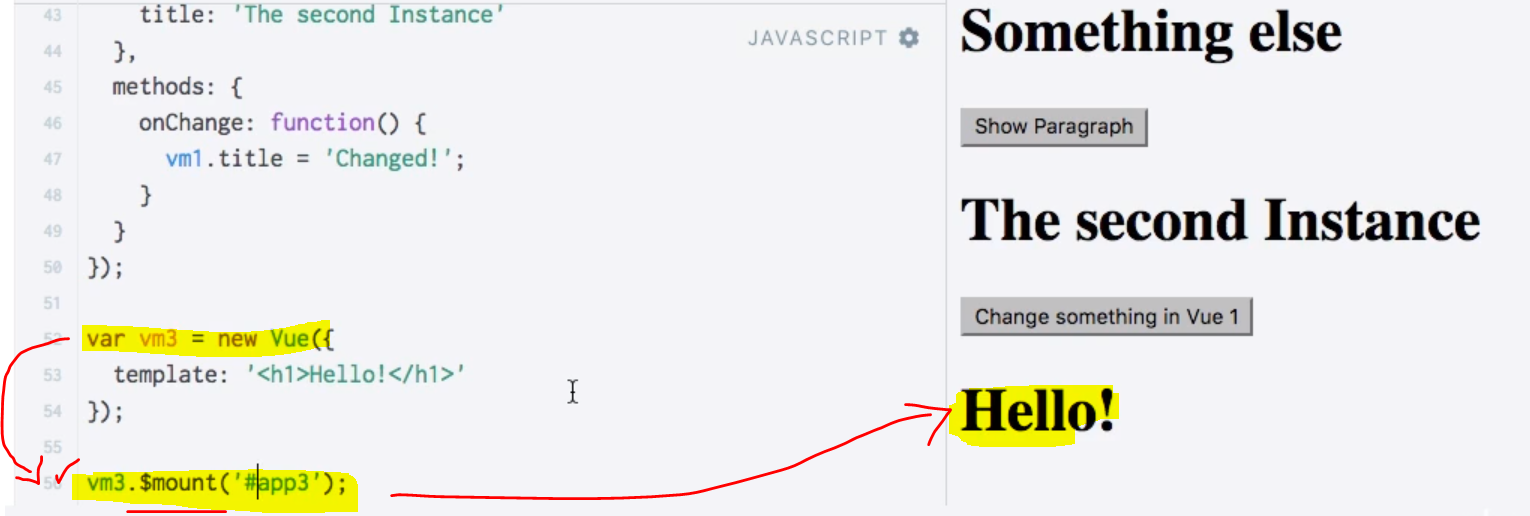 43 title: 'The second Instance'
JAVASCRIPT
44 },
45 methods: {
46 onChange: function() {
47 vm1.title = 'Changed!';
48 }
49 }
50 });
51
52 var vm3 = new Vue({
53 template: '<h1>Hello!</h1>'
54 });
55
56 vm3.$mount('#app3');
Something else
Show Paragraph
The second Instance
Change something in Vue 1
Hello!